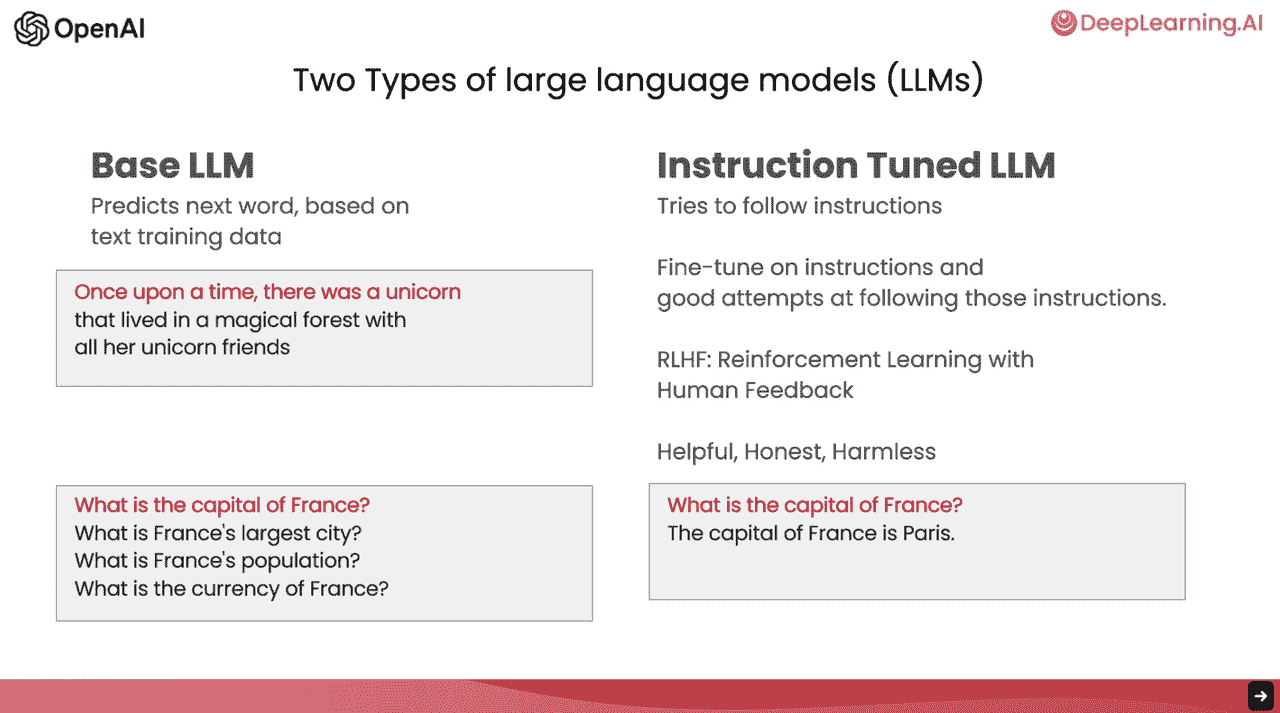 OpenAI
DeepLearning.AI
Two Types of large language models (LLMs)
Base LLM
Predicts next word, based on
text training data
Once upon a time, there was a unicorn
that lived in a magical forest with
all her unicorn friends
What is the capital of France?
What is France's largest city?
What is France's population?
What is the currency of France?
Instruction Tuned LLM
Tries to follow instructions
Fine-tune on instructions and
good attempts at following those instructions.
RLHF: Reinforcement Learning with
Human Feedback
Helpful, Honest, Harmless
What is the capital of France?
The capital of France is Paris.